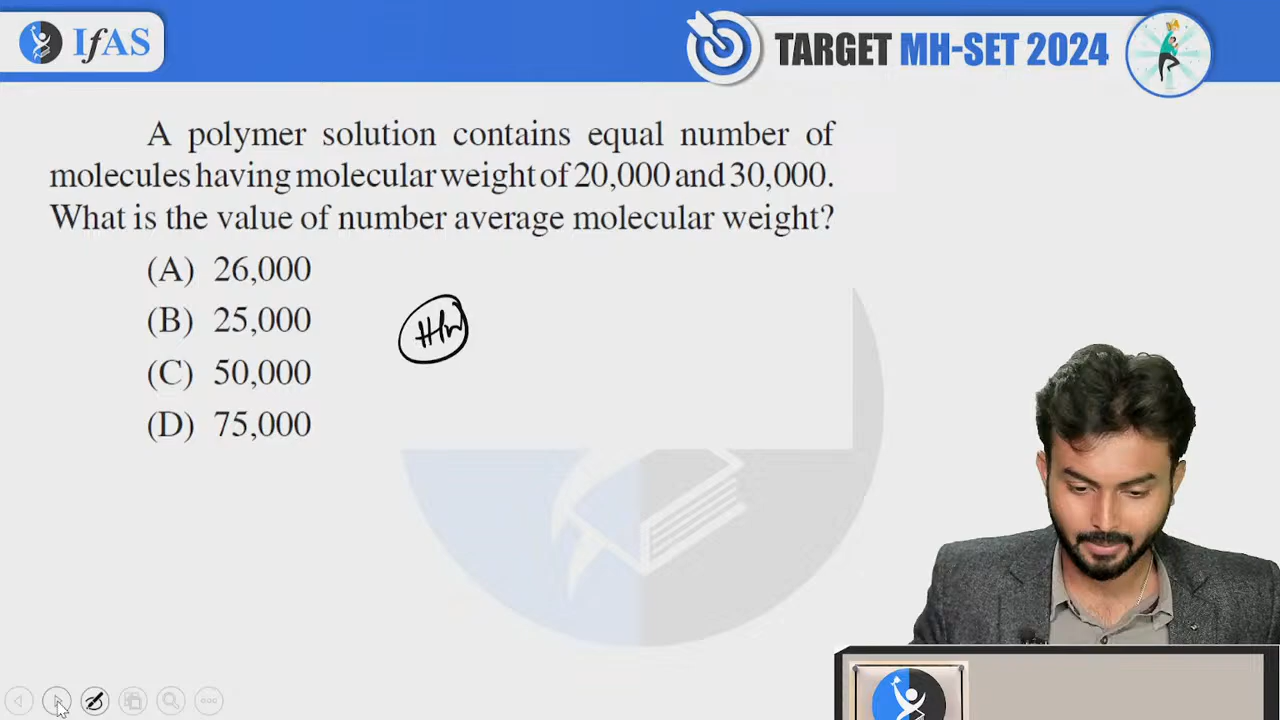 IfAS
TARGET MH-SET 2024
A polymer solution contains equal number of
molecules having molecular weight of 20,000 and 30,000.
What is the value of number average molecular weight?
(A) 26,000
(B) 25,000
(C) 50,000
(D) 75,000
H/w